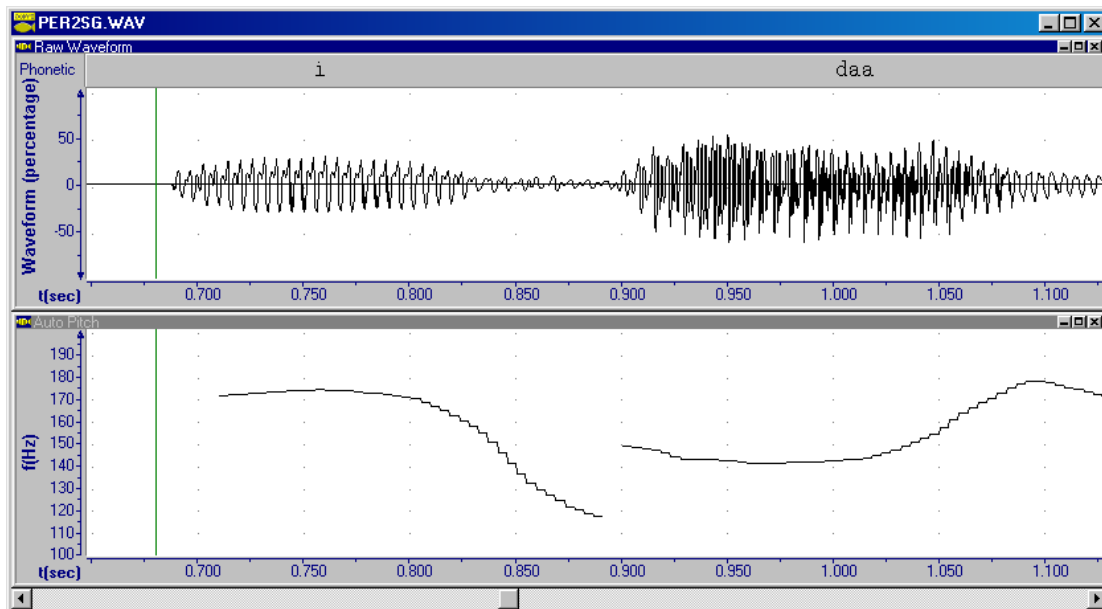 PER2SG.WAV
Raw Waveform
Phonetic i daa
Waveform (percentage)
50
0
-50
t(sec) 0.700 0.750 0.800 0.850 0.900 0.950 1.000 1.050 1.100
Auto Pitch
f(Hz)
190
180
170
160
150
140
130
120
110
100
t(sec) 0.700 0.750 0.800 0.850 0.900 0.950 1.000 1.050 1.100